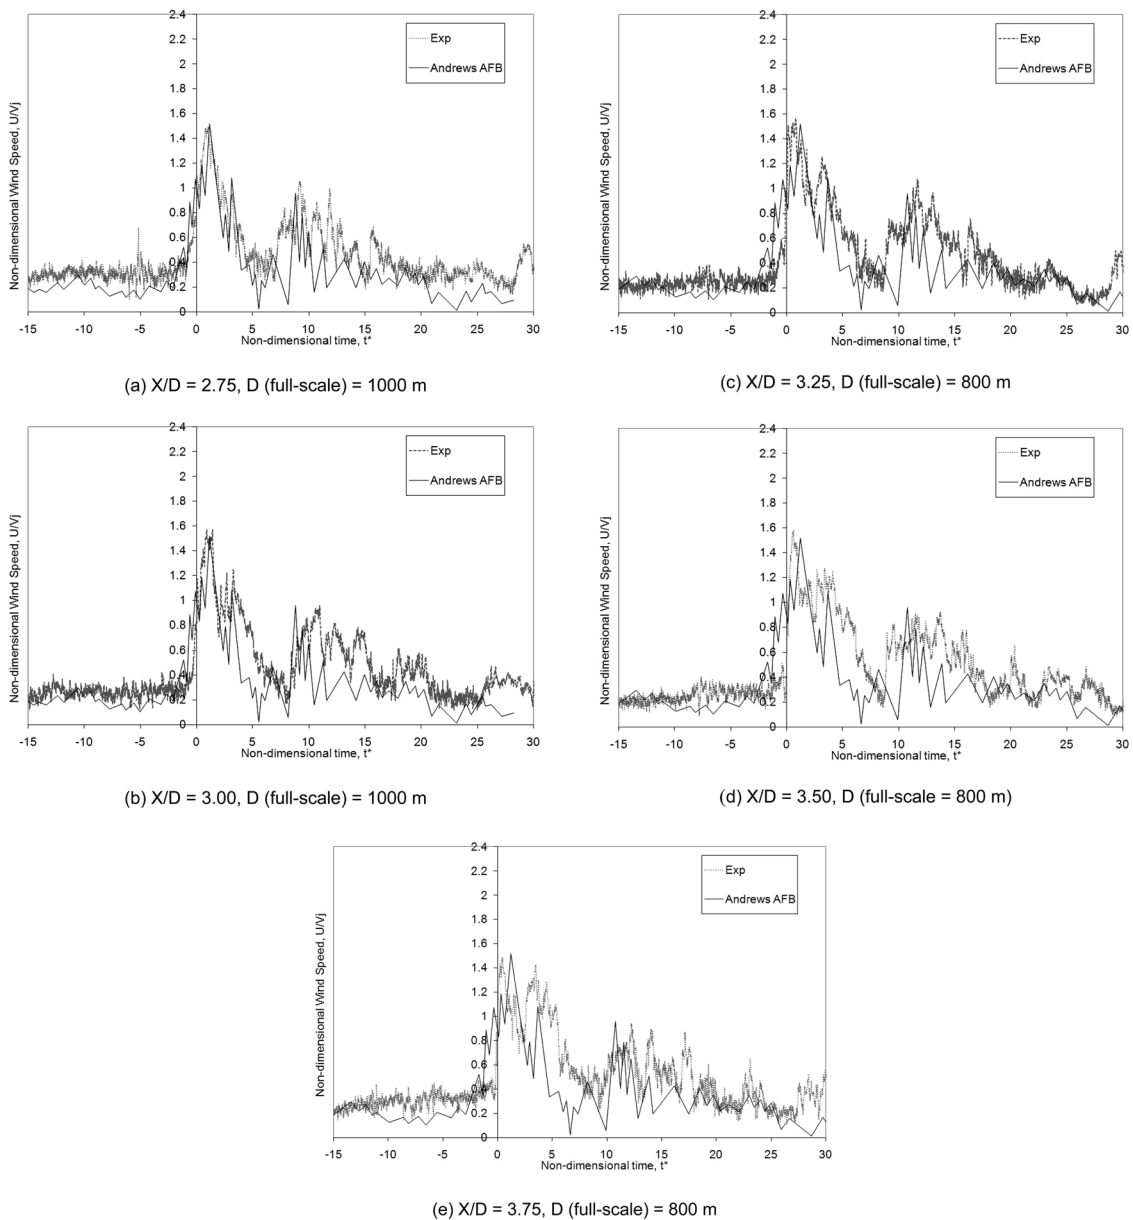 2.4
2.2
2
1.8
1.6
1.4
1.2
1
0.8
0.6
0.4
0.2
0
Non-dimensional Wind Speed, U/Vj
Exp
Andrews AFB
-15 -10 -5 0 5 10 15 20 25 30
Non-dimensional time, t*
(a) X/D = 2.75, D (full-scale) = 1000 m
2.4
2.2
2
1.8
1.6
1.4
1.2
1
0.8
0.6
0.4
0.2
0
Non-dimensional Wind Speed, U/Vj
Exp
Andrews AFB
-15 -10 -5 0 5 10 15 20 25 30
Non-dimensional time, t*
(c) X/D = 3.25, D (full-scale) = 800 m
2.4
2.2
2
1.8
1.6
1.4
1.2
1
0.8
0.6
0.4
0.2
0
Non-dimensional Wind Speed, U/Vj
Exp
Andrews AFB
-15 -10 -5 0 5 10 15 20 25 30
Non-dimensional time, t*
(b) X/D = 3.00, D (full-scale) = 1000 m
2.4
2.2
2
1.8
1.6
1.4
1.2
1
0.8
0.6
0.4
0.2
0
Non-dimensional Wind Speed, U/Vj
Exp
Andrews AFB
-15 -10 -5 0 5 10 15 20 25 30
Non-dimensional time, t*
(d) X/D = 3.50, D (full-scale = 800 m)
2.4
2.2
2
1.8
1.6
1.4
1.2
1
0.8
0.6
0.4
0.2
0
Non-dimensional Wind Speed, U/Vj
Exp
Andrews AFB
-15 -10 -5 0 5 10 15 20 25 30
Non-dimensional time, t*
(e) X/D = 3.75, D (full-scale) = 800 m